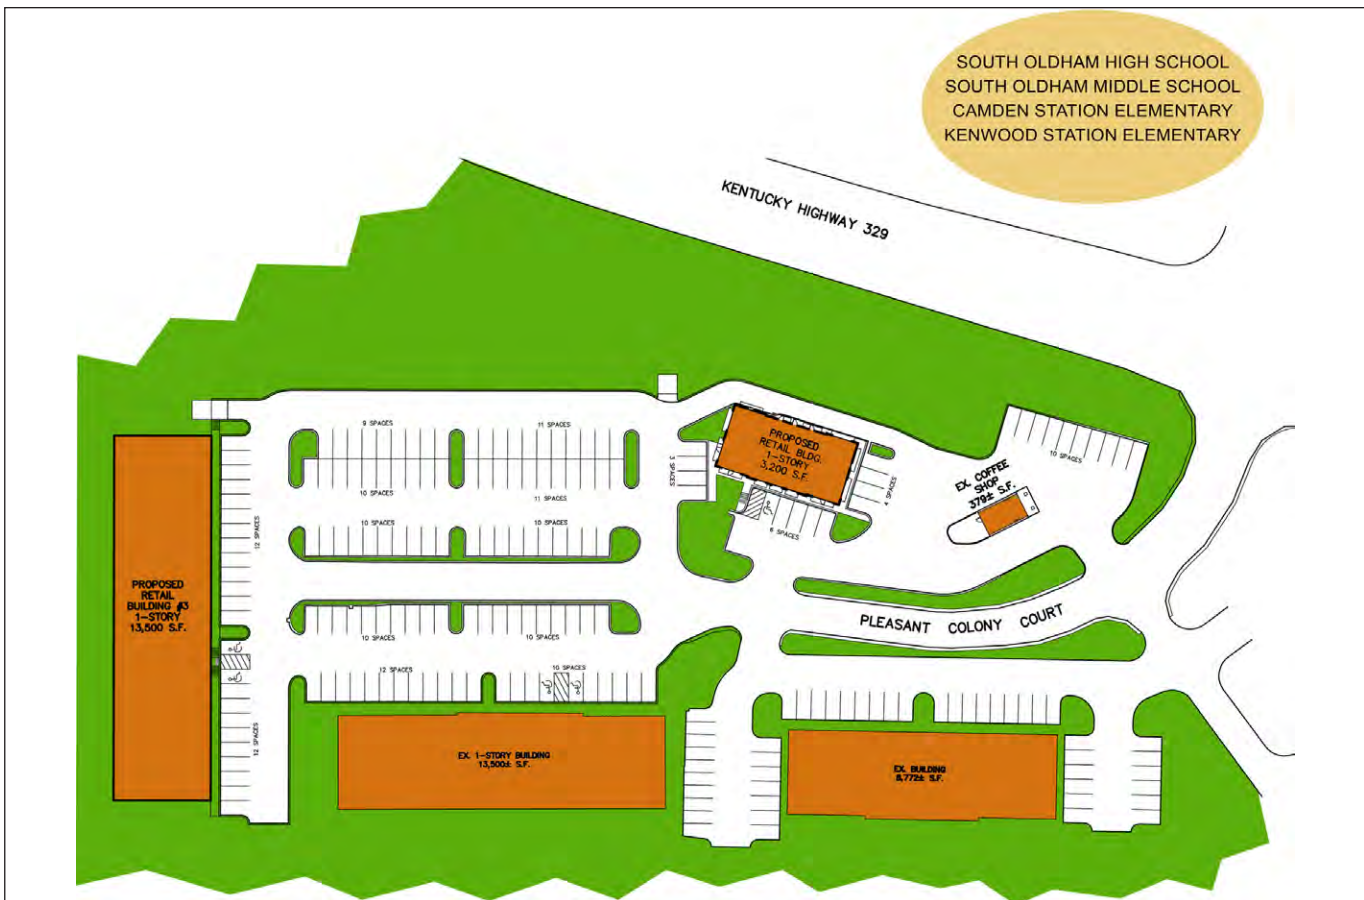 SOUTH OLDHAM HIGH SCHOOL
SOUTH OLDHAM MIDDLE SCHOOL
CAMDEN STATION ELEMENTARY
KENWOOD STATION ELEMENTARY
KENTUCKY HIGHWAY 329
9 SPACES
11 SPACES
10 SPACES
11 SPACES
10 SPACES
10 SPACES
12 SPACES
3 SPACES
PROPOSED
RETAIL BLDG.
1-STORY
3,200 S.F.
4 SPACES
6 SPACES
10 SPACES
EX. COFFEE
SHOP
379± S.F.
PROPOSED
RETAIL
BUILDING #3
1-STORY
13,500 S.F.
PLEASANT COLONY COURT
10 SPACES
10 SPACES
12 SPACES
10 SPACES
12 SPACES
EX. 1-STORY BUILDING
13,500± S.F.
EX. BUILDING
8,772± S.F.